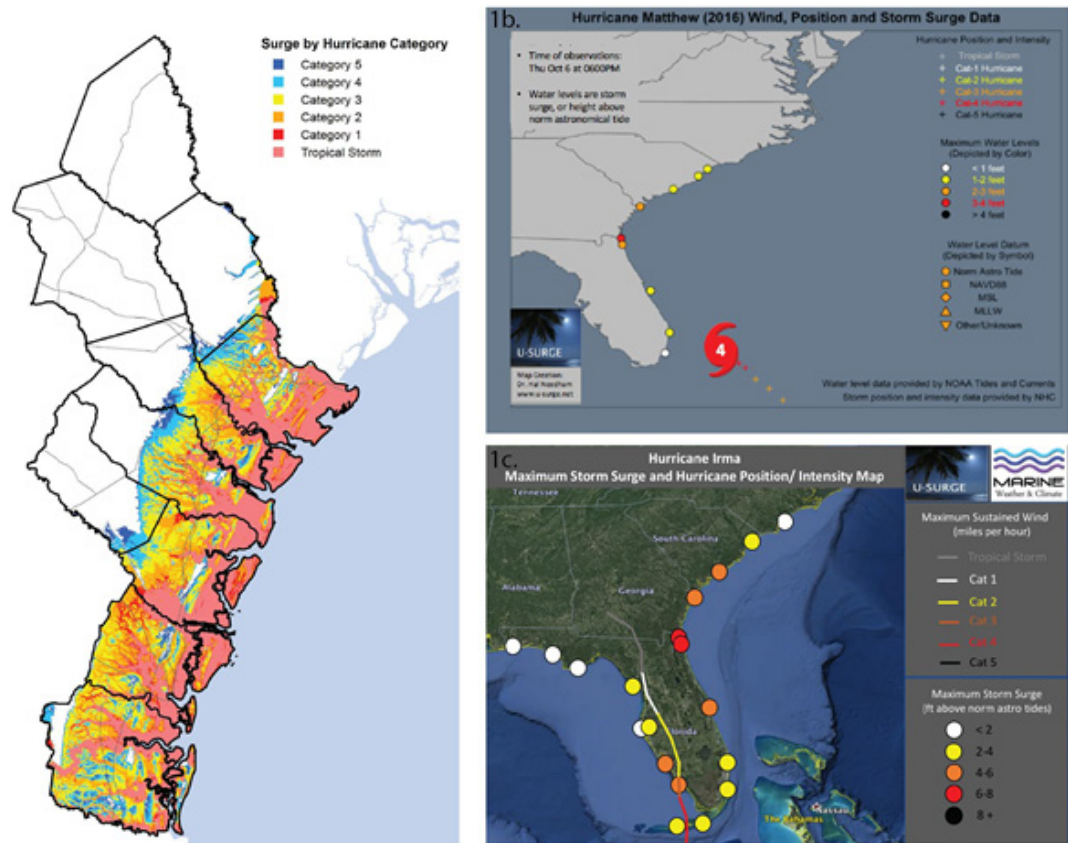 Surge by Hurricane Category
Category 5
Category 4
Category 3
Category 2
Category 1
Tropical Storm
1b.
Hurricane Matthew (2016) Wind, Position and Storm Surge Data
• Time of observations:
Thu Oct 6 at 0600PM
• Water levels are storm
surge, or height above
norm astronomical tide
Hurricane Position and Intensity
Tropical Storm
Cat-1 Hurricane
Cat-2 Hurricane
Cat-3 Hurricane
Cat-4 Hurricane
Cat-5 Hurricane
Maximum Water Levels
(Depicted by Color)
< 1 feet
1-2 feet
2-3 feet
3-4 feet
> 4 feet
Water Level Datum
(Depicted by Symbol)
Norm Astro Tide
NAVD88
MSL
MLLW
Other/Unknown
4
U-SURGE
Map Creation:
Dr. Hal Needham
www.u-surge.net
Water level data provided by NOAA Tides and Currents
Storm position and intensity data provided by NHC
1c.
Hurricane Irma
Maximum Storm Surge and Hurricane Position/ Intensity Map
U-SURGE
MARINE
Weather & Climate
Tennessee
South Carolina
Alabama
Georgia
Florida
Nassau
The Bahamas
Maximum Sustained Wind
(miles per hour)
Tropical Storm
Cat 1
Cat 2
Cat 3
Cat 4
Cat 5
Maximum Storm Surge
(ft above norm astro tides)
< 2
2-4
4-6
6-8
8 +